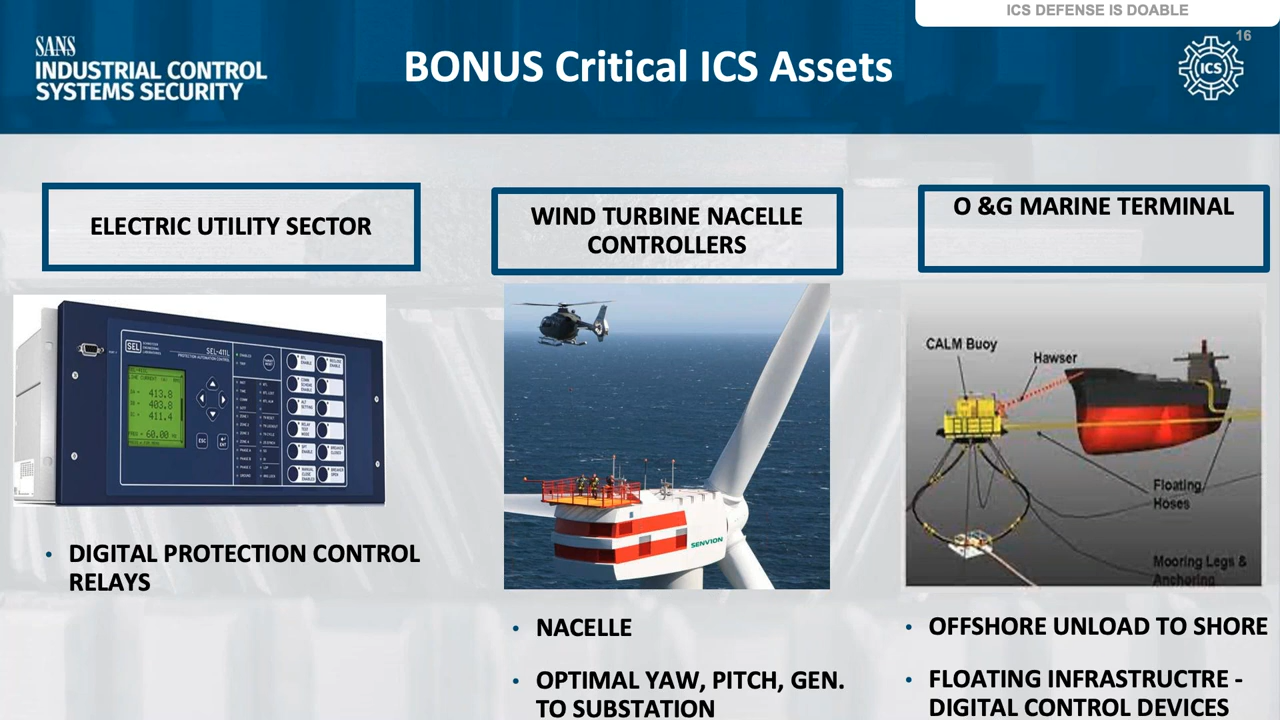 ICS DEFENSE IS DOABLE
16
SANS
INDUSTRIAL CONTROL
SYSTEMS SECURITY
BONUS Critical ICS Assets
ICS
ELECTRIC UTILITY SECTOR
WIND TURBINE NACELLE
CONTROLLERS
O &G MARINE TERMINAL
SEL
SEL-411L
PROTECTION AUTOMATION CONTROL
413.8
403.8
411.4
60.00
ESC
ENT
SENVION
CALM Buoy
Hawser
Floating
Hoses
Mooring Legs &
Anchoring
• DIGITAL PROTECTION CONTROL
RELAYS
• NACELLE
• OPTIMAL YAW, PITCH, GEN.
TO SUBSTATION
• OFFSHORE UNLOAD TO SHORE
• FLOATING INFRASTRUCTRE -
DIGITAL CONTROL DEVICES